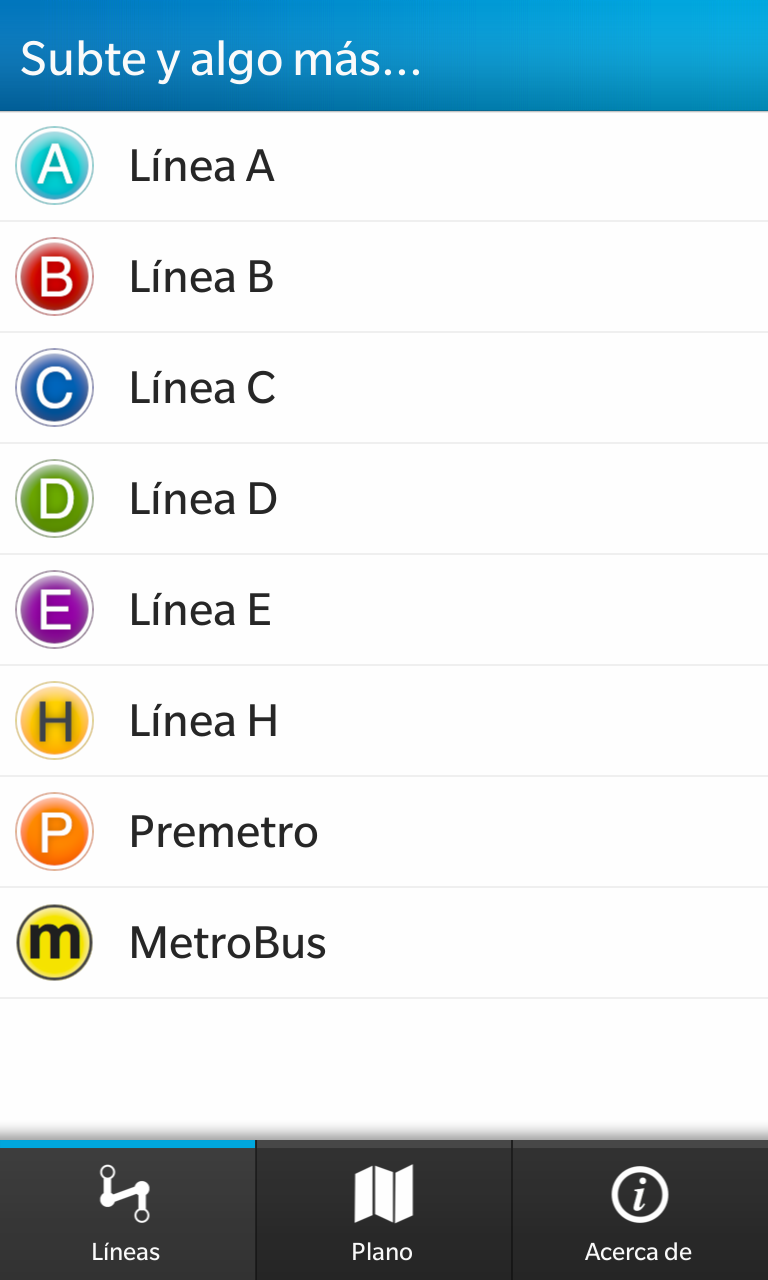 Subte y algo más...
A Línea A
B Línea B
C Línea C
D Línea D
E Línea E
H Línea H
P Premetro
m MetroBus
Líneas Plano Acerca de